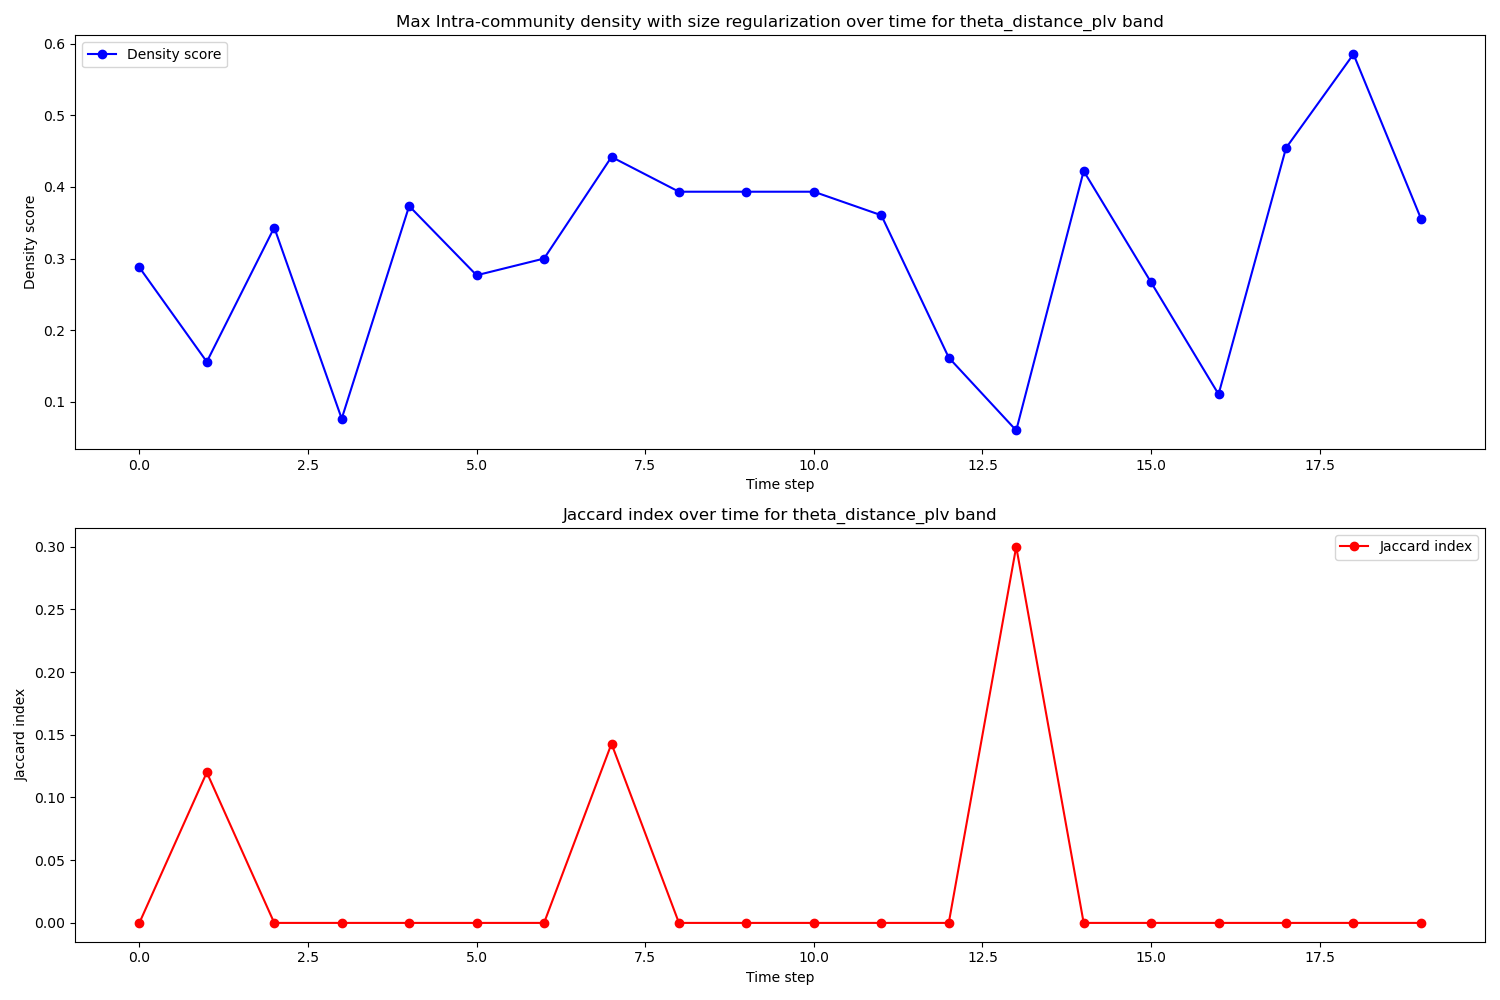 Max Intra-community density with size regularization over time for theta_distance_plv band
Density score
0.6
0.5
0.4
0.3
0.2
0.1
Density score
0.0 2.5 5.0 7.5 10.0 12.5 15.0 17.5
Time step
Jaccard index over time for theta_distance_plv band
Jaccard index
0.30
0.25
0.20
0.15
0.10
0.05
0.00
Jaccard index
0.0 2.5 5.0 7.5 10.0 12.5 15.0 17.5
Time step